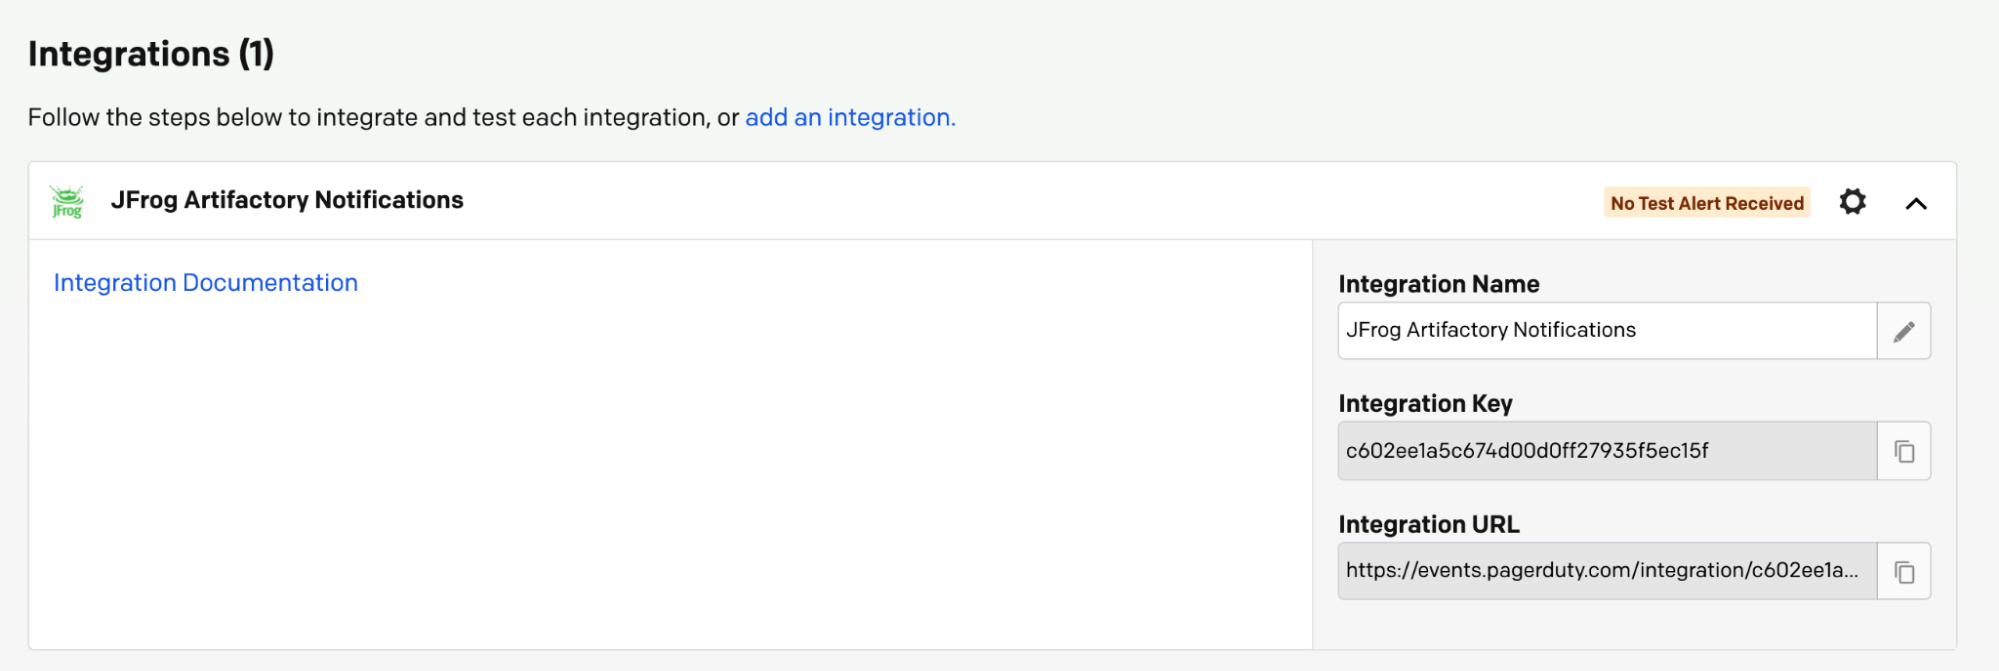 Integrations (1)
Follow the steps below to integrate and test each integration, or add an integration.
JFrog
JFrog Artifactory Notifications
No Test Alert Received
Integration Documentation
Integration Name
JFrog Artifactory Notifications
Integration Key
c602ee1a5c674d00d0ff27935f5ec15f
Integration URL
https://events.pagerduty.com/integration/c602ee1a...